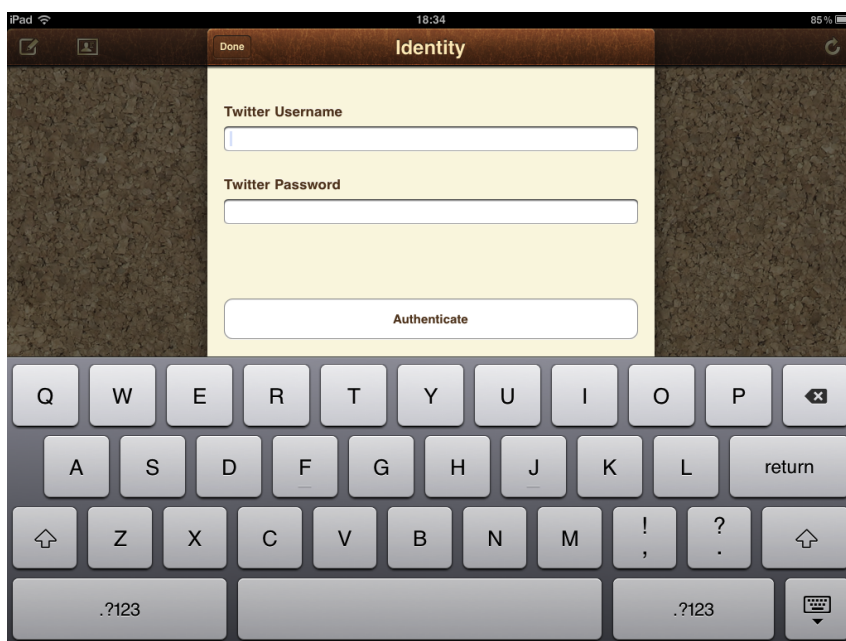 iPad 18:34 85%
Done Identity
Twitter Username
Twitter Password
Authenticate
Q W E R T Y U I O P
A S D F G H J K L return
Z X C V B N M ! , ? .
.?123 .?123